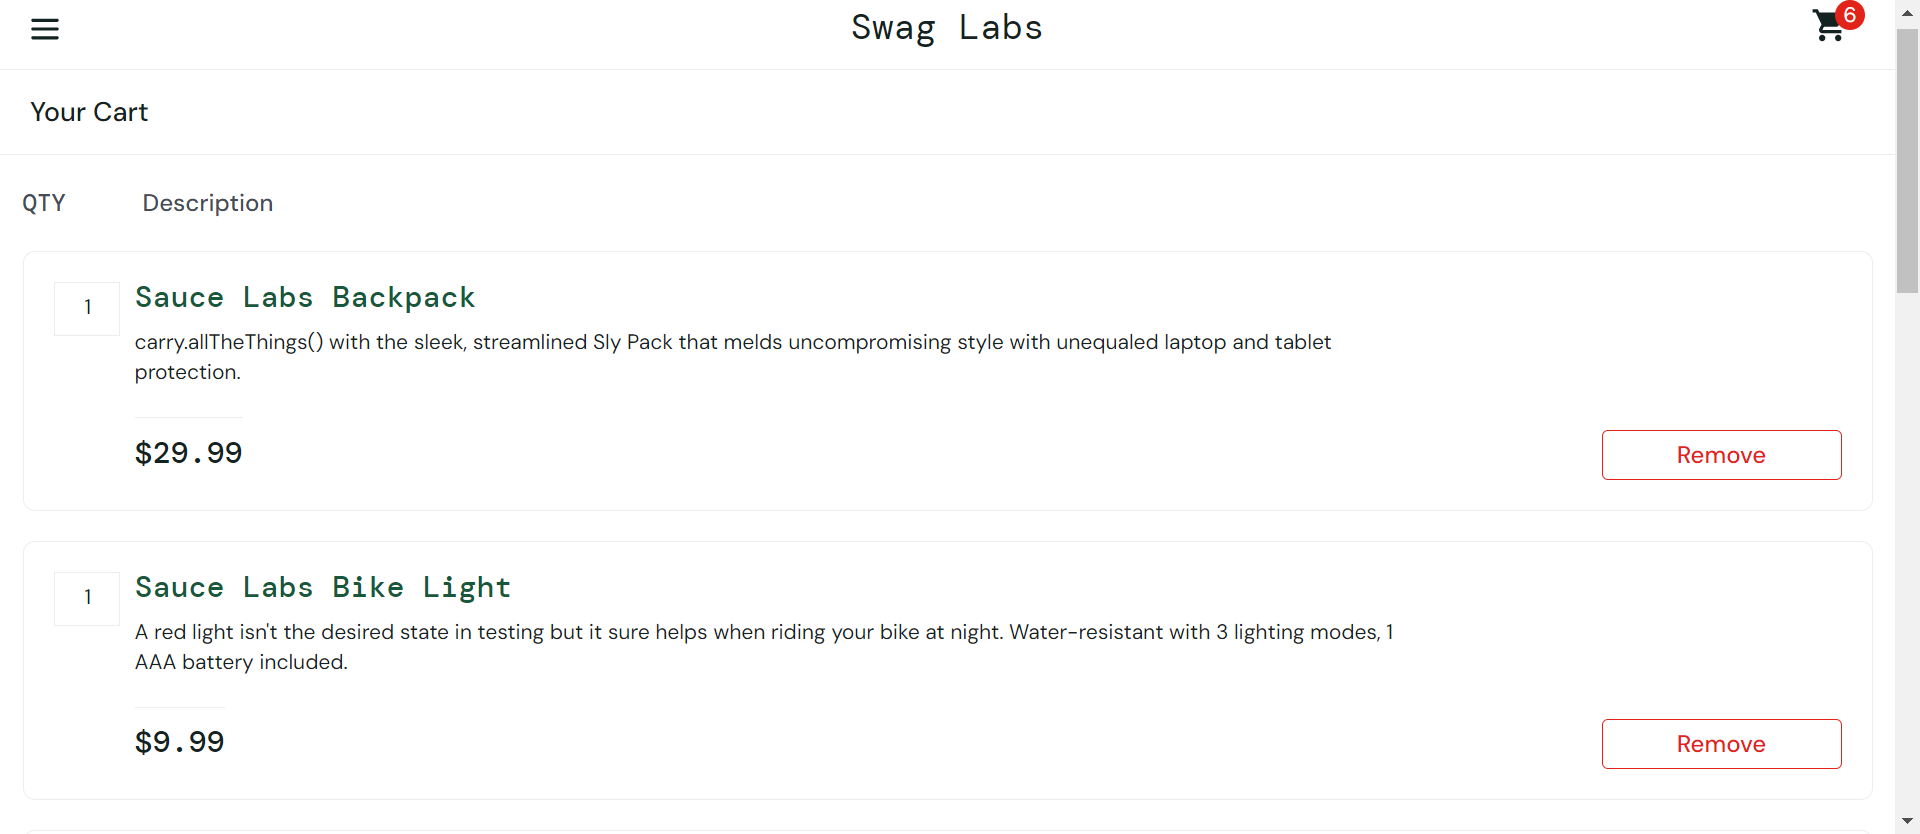 Swag Labs
6
Your Cart
QTY Description
1
Sauce Labs Backpack
carry.allTheThings() with the sleek, streamlined Sly Pack that melds uncompromising style with unequaled laptop and tablet
protection.
$29.99
Remove
1
Sauce Labs Bike Light
A red light isn't the desired state in testing but it sure helps when riding your bike at night. Water-resistant with 3 lighting modes, 1
AAA battery included.
$9.99
Remove